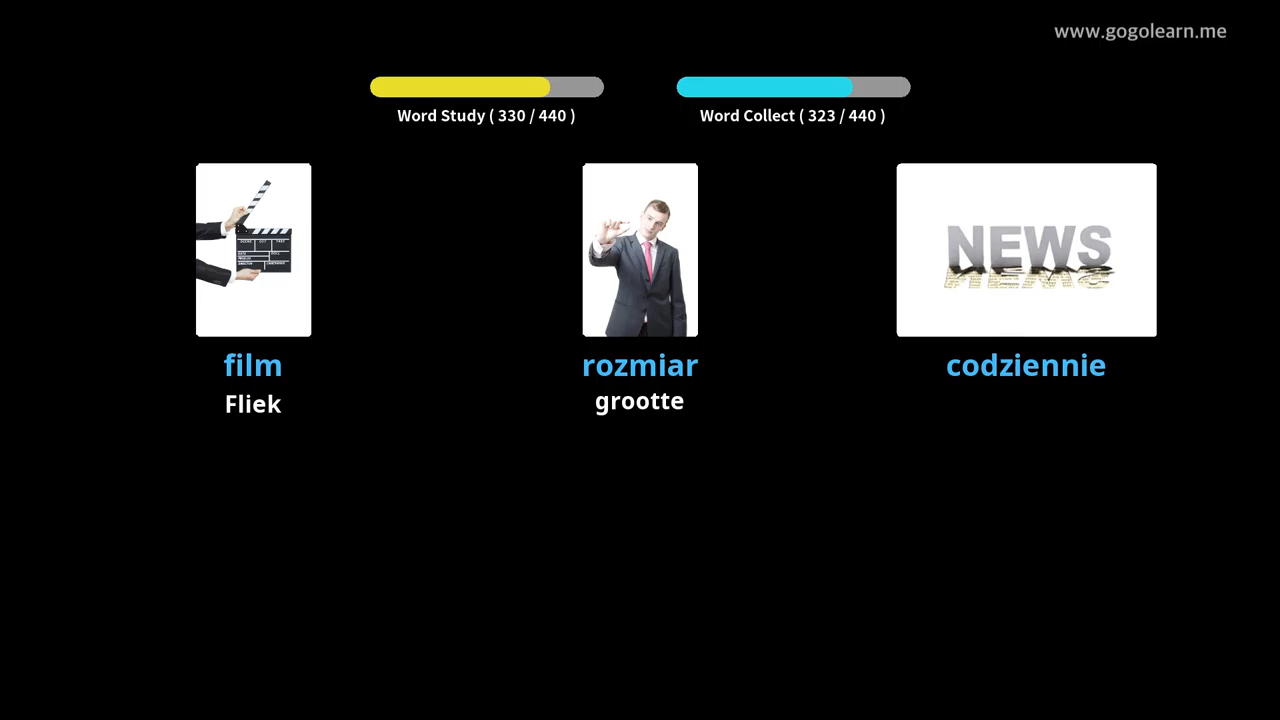 www.gogolearn.me
Word Study ( 330 / 440 )
Word Collect ( 323 / 440 )
NEWS
film
rozmiar
codziennie
Fliek
grootte